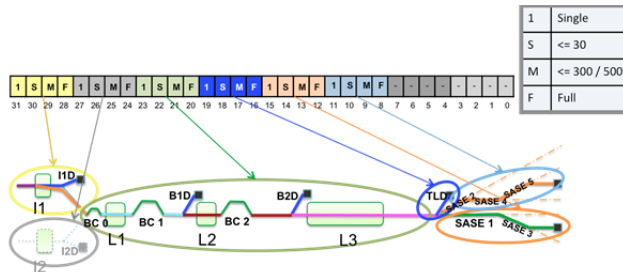 1 Single
S <= 30
M <= 300 / 500
F Full
1 S M F 1 S M F 1 S M F 1 S M F 1 S M F 1 S M F - - - - - - - -
31 30 29 28 27 26 25 24 23 22 21 20 19 18 17 16 15 14 13 12 11 10 9 8 7 6 5 4 3 2 1 0
I1D
I1
B1D
B2D
TLD
SASE 2
SASE 4
SASE 5
BC 0
BC 1
BC 2
SASE 1
SASE 3
L1
L2
L3
I2D
I2